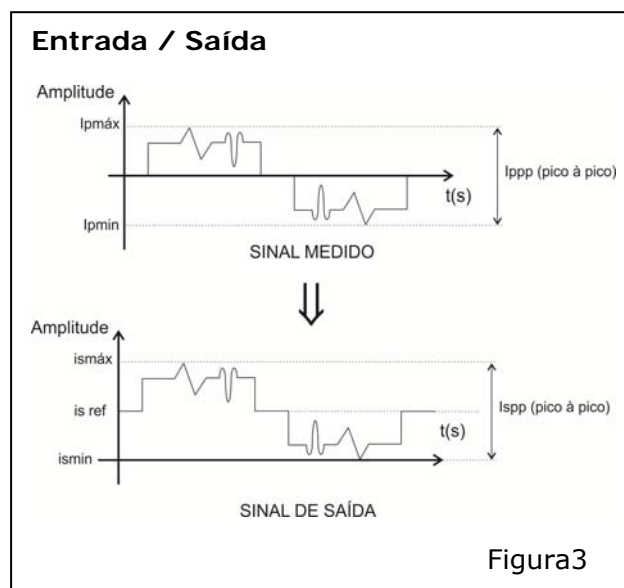 Entrada / Saída
Amplitude
Ipmáx
Ippp (pico à pico)
t(s)
Ipmin
SINAL MEDIDO
Amplitude
ismáx
is ref
Ispp (pico à pico)
t(s)
ismin
SINAL DE SAÍDA
Figura3